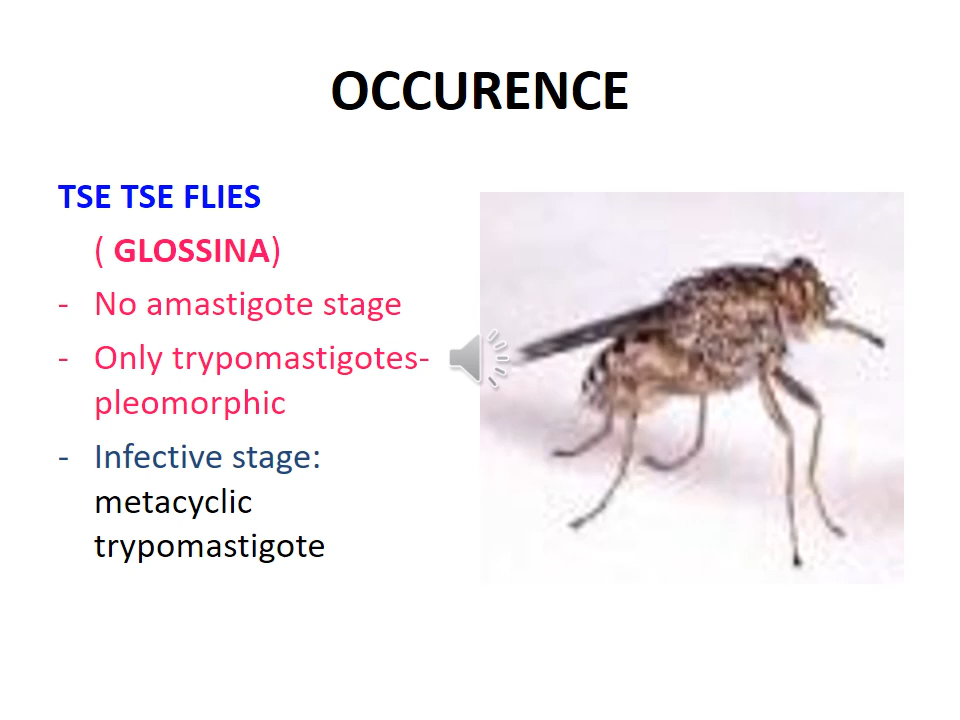 OCCURENCE
TSE TSE FLIES
( GLOSSINA)
- No amastigote stage
- Only trypomastigotes-
pleomorphic
- Infective stage:
metacyclic
trypomastigote